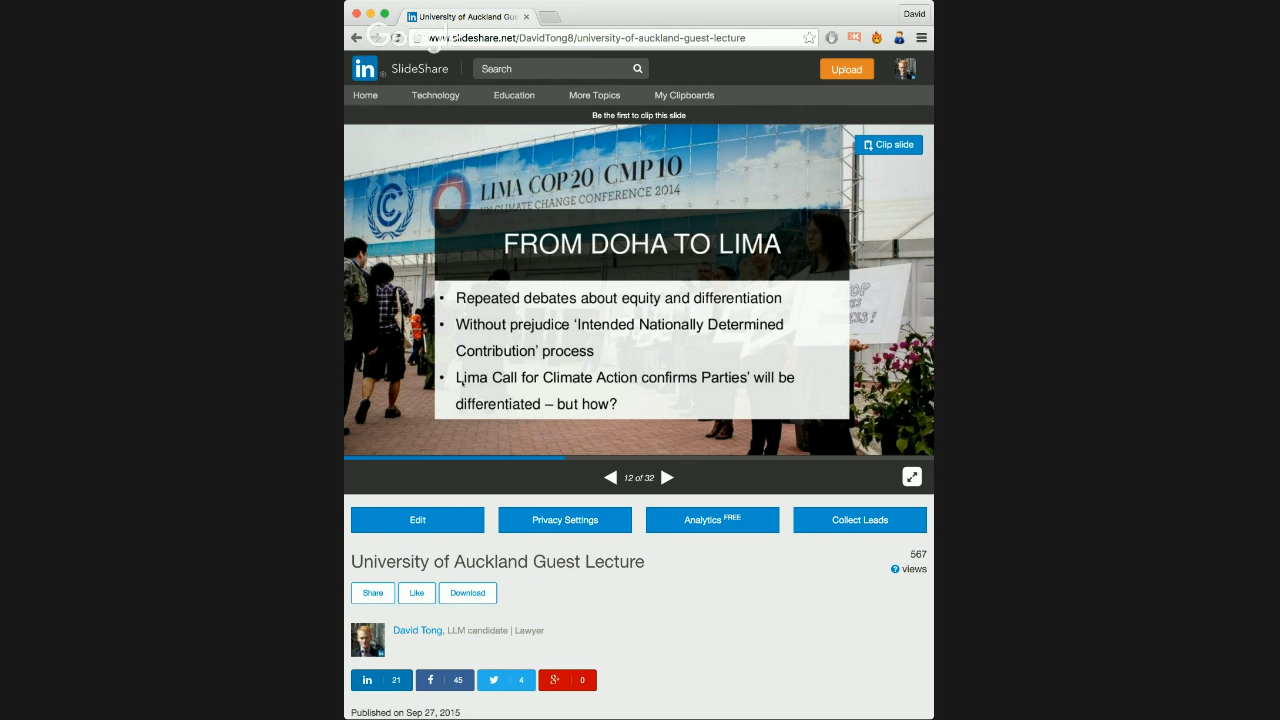 University of Auckland Gu
David
Google
www.slideshare.net/DavidTong8/university-of-auckland-guest-lecture
in SlideShare
Search
Upload
Home
Technology
Education
More Topics
My Clipboards
Be the first to clip this slide
Clip slide
LIMA COP20 | CMP10
UN CLIMATE CHANGE CONFERENCE 2014
FROM DOHA TO LIMA
• Repeated debates about equity and differentiation
• Without prejudice ‘Intended Nationally Determined
Contribution’ process
• Lima Call for Climate Action confirms Parties’ will be
differentiated – but how?
12 of 32
Edit
Privacy Settings
Analytics FREE
Collect Leads
University of Auckland Guest Lecture
567
views
Share
Like
Download
David Tong, LLM candidate | Lawyer
in 21
f 45
4
g+ 0
Published on Sep 27, 2015